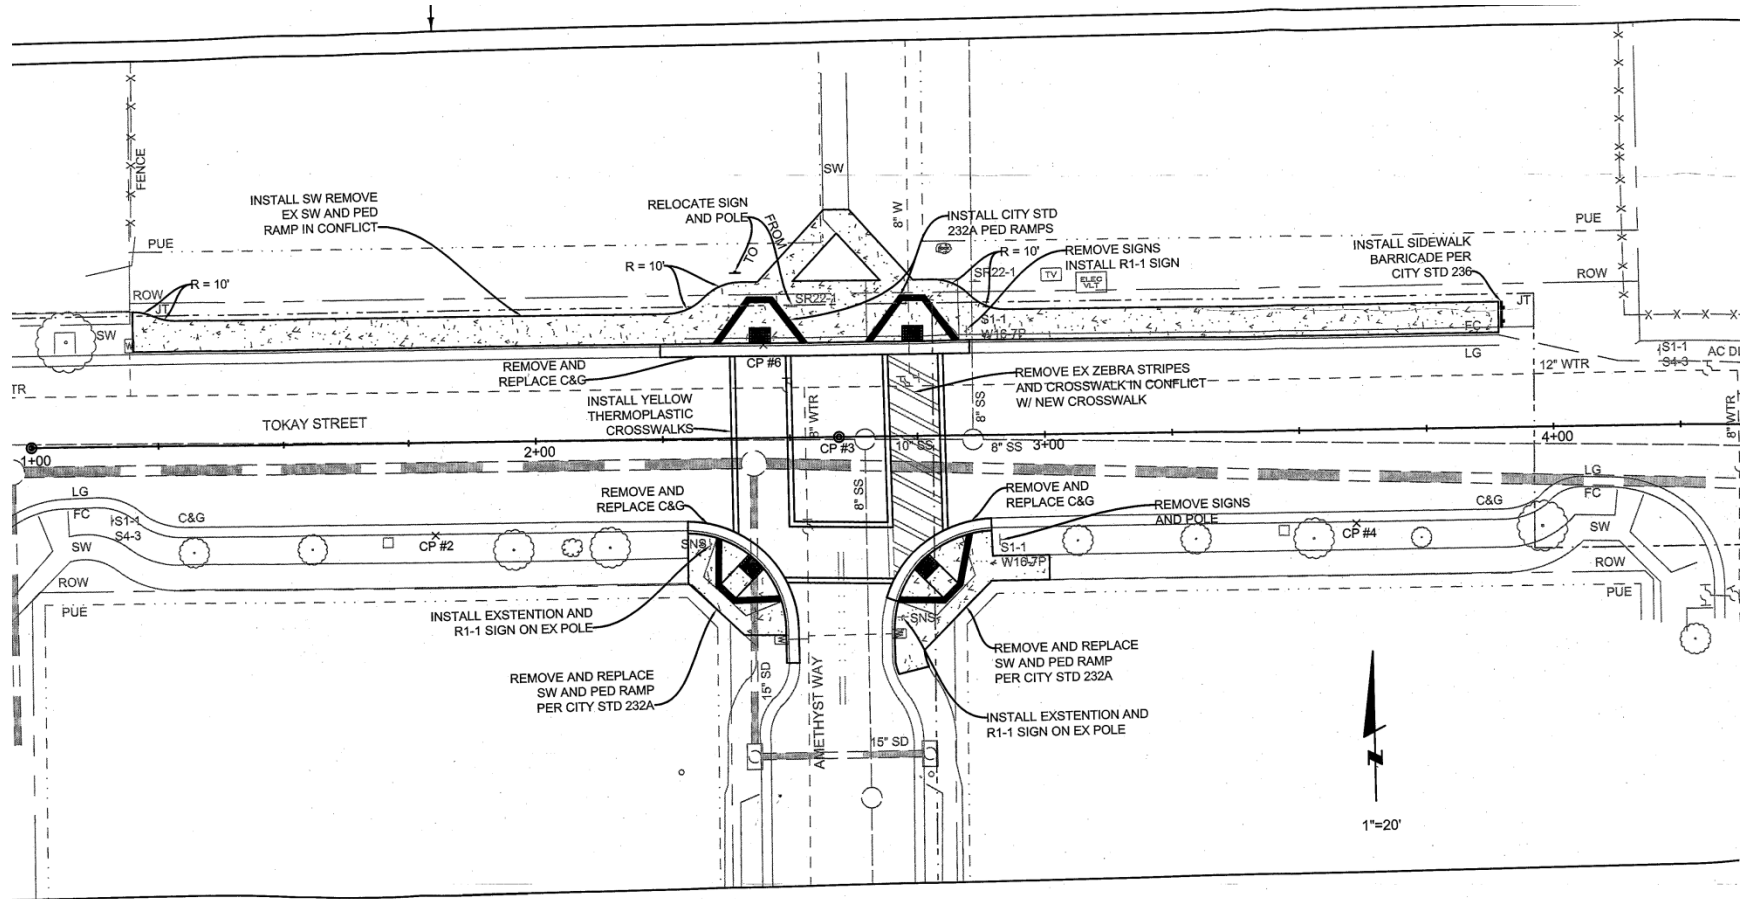 FENCE
SW
8" W
INSTALL SW REMOVE
EX SW AND PED
RAMP IN CONFLICT
RELOCATE SIGN
AND POLE
TO
FROM
INSTALL CITY STD
232A PED RAMPS
REMOVE SIGNS
INSTALL R1-1 SIGN
INSTALL SIDEWALK
BARRICADE PER
CITY STD 236
PUE
PUE
R = 10'
R = 10'
R = 10'
SR22-1
SR22-1
TV
ELEC
VLT
ROW
ROW
JT
JT
S1-1
W16-7P
FC
LG
SW
W
CP #6
REMOVE AND
REPLACE C&G
REMOVE EX ZEBRA STRIPES
AND CROSSWALK IN CONFLICT
W/ NEW CROSSWALK
12" WTR
S1-1
S4-3
AC DI
TR
INSTALL YELLOW
THERMOPLASTIC
CROSSWALKS
TOKAY STREET
8" WTR
8" SS
8" WTR
1+00
2+00
CP #3
10" SS
8" SS
3+00
4+00
8" SS
LG
FC
S1-1
S4-3
C&G
SW
ROW
PUE
CP #2
REMOVE AND
REPLACE C&G
SNS
REMOVE AND
REPLACE C&G
REMOVE SIGNS
AND POLE
S1-1
W16-7P
CP #4
C&G
LG
FC
SW
ROW
PUE
INSTALL EXSTENTION AND
R1-1 SIGN ON EX POLE
SNS
W
W
REMOVE AND REPLACE
SW AND PED RAMP
PER CITY STD 232A
REMOVE AND REPLACE
SW AND PED RAMP
PER CITY STD 232A
INSTALL EXSTENTION AND
R1-1 SIGN ON EX POLE
15" SD
AMETHYST WAY
15" SD
N
1"=20'